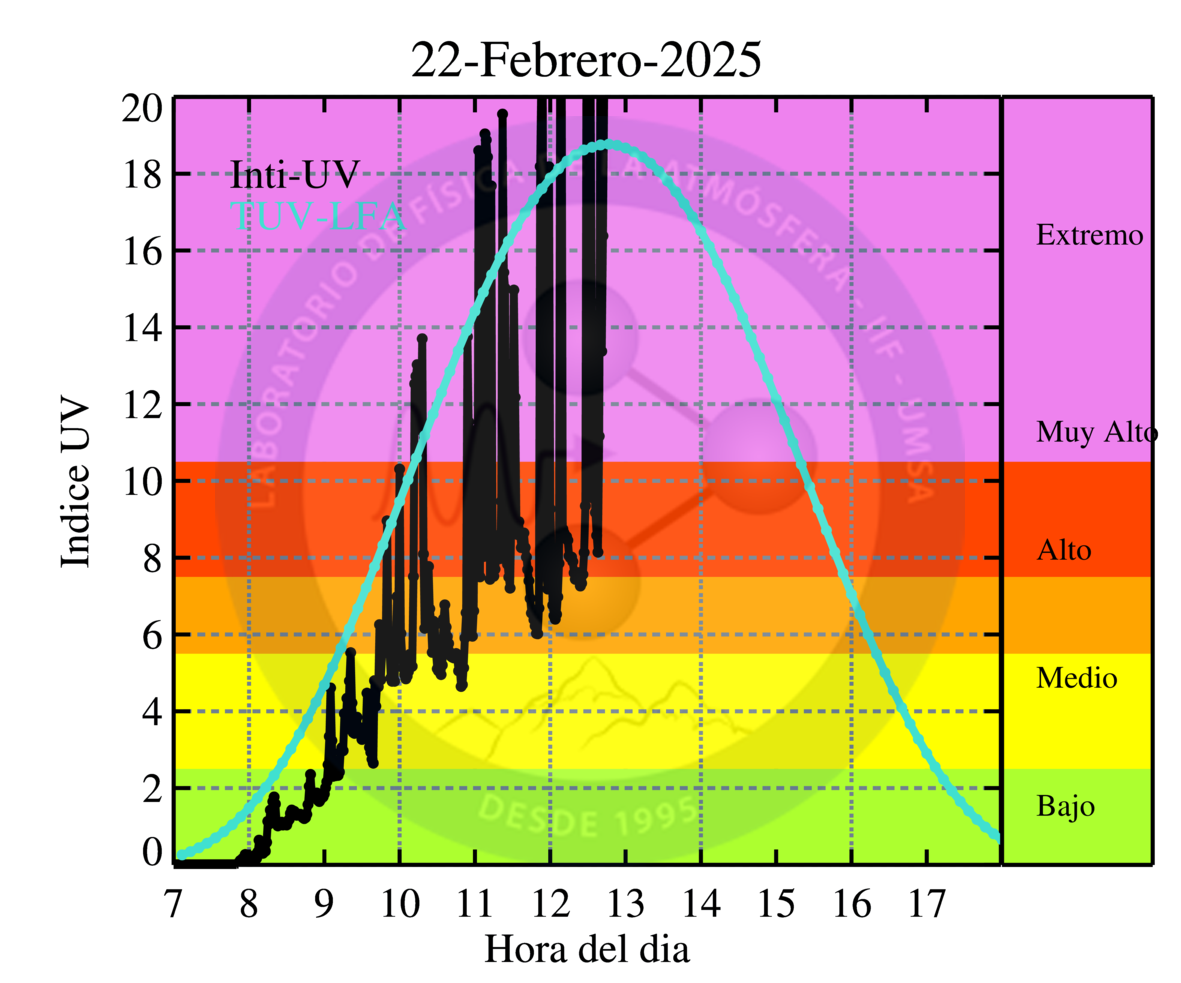 22-Febrero-2025
Indice UV
20
18
16
14
12
10
8
6
4
2
0
Inti-UV
TUV-LFA
LABORATORIO DE FÍSICA DE LA ATMÓSFERA - IIF - UMSA
DESDE 1995
Extremo
Muy Alto
Alto
Medio
Bajo
7 8 9 10 11 12 13 14 15 16 17
Hora del dia